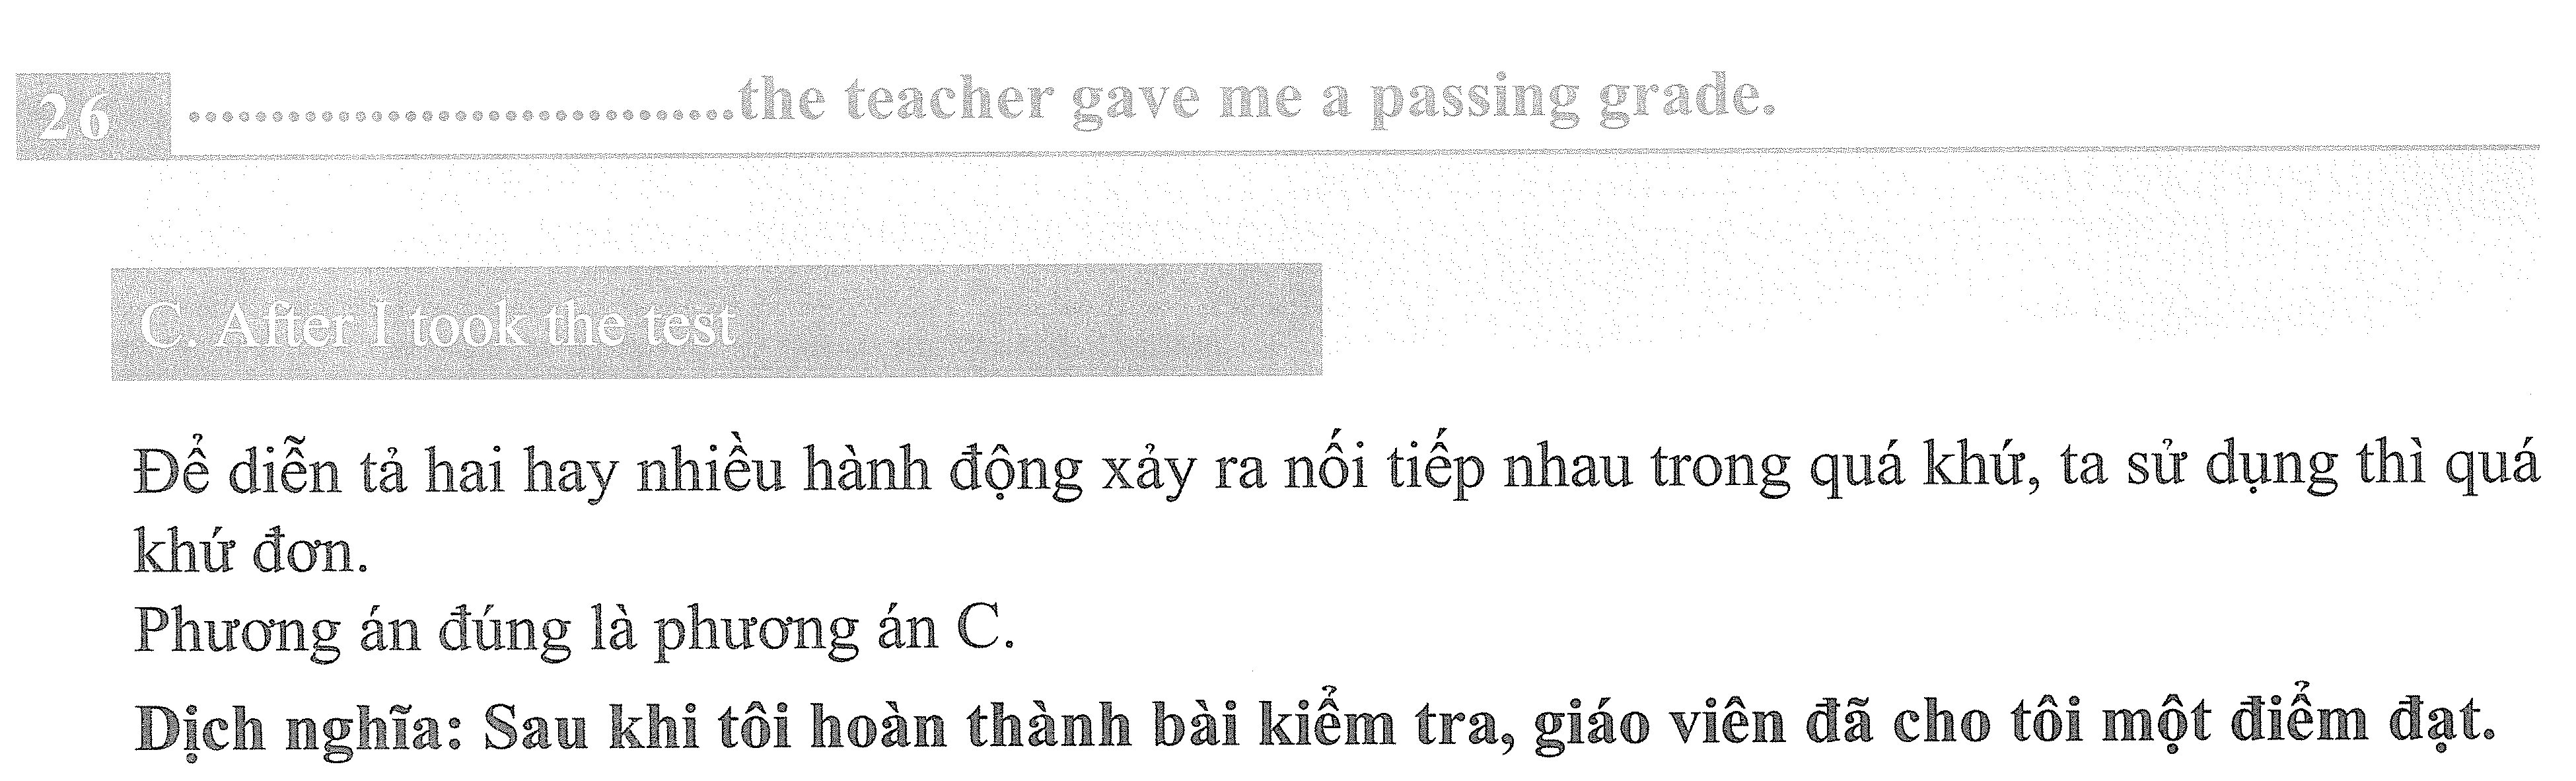 26 .................................the teacher gave me a passing grade.
C. After I took the test
Để diễn tả hai hay nhiều hành động xảy ra nối tiếp nhau trong quá khứ, ta sử dụng thì quá
khứ đơn.
Phương án đúng là phương án C.
Dịch nghĩa: Sau khi tôi hoàn thành bài kiểm tra, giáo viên đã cho tôi một điểm đạt.